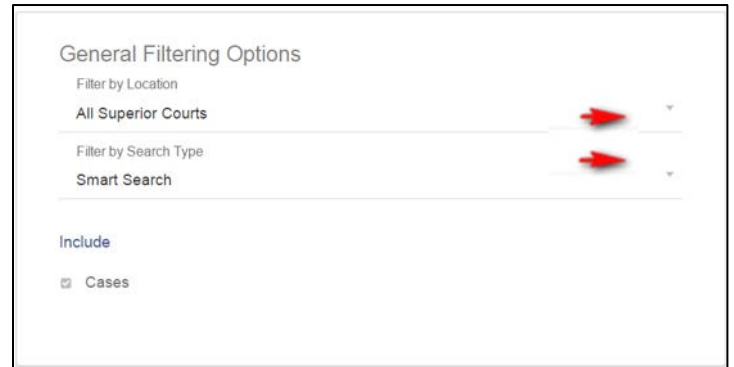 General Filtering Options
Filter by Location
All Superior Courts
Filter by Search Type
Smart Search
Include
Cases